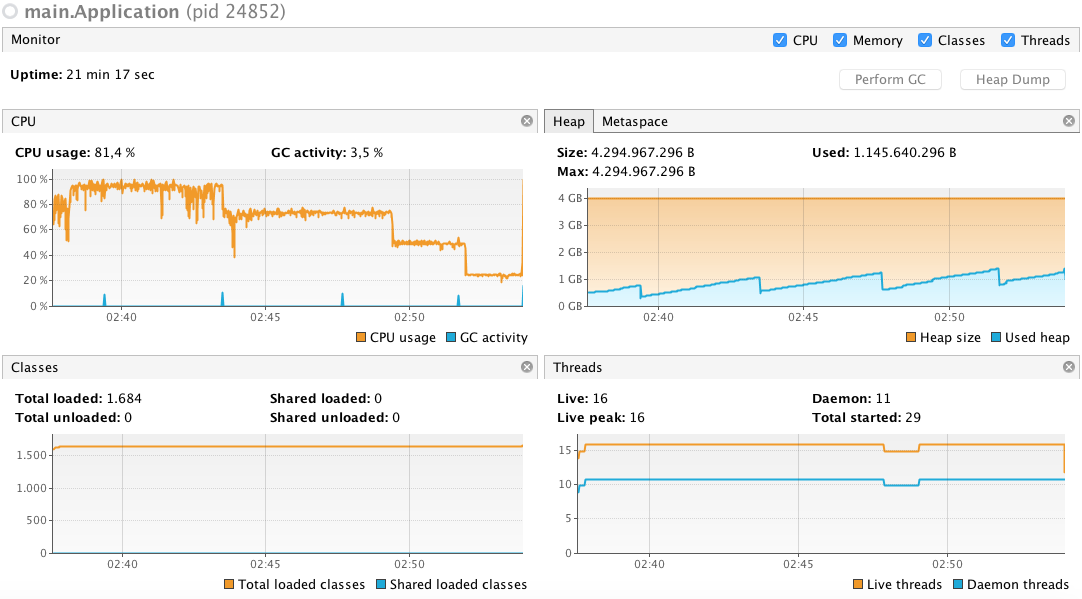 main.Application (pid 24852)
Monitor
CPU Memory Classes Threads
Uptime: 21 min 17 sec
Perform GC Heap Dump
CPU
CPU usage: 81,4 % GC activity: 3,5 %
100 %
80 %
60 %
40 %
20 %
0 %
02:40 02:45 02:50
CPU usage GC activity
Heap Metaspace
Size: 4.294.967.296 B Used: 1.145.640.296 B
Max: 4.294.967.296 B
4 GB
3 GB
2 GB
1 GB
0 GB
02:40 02:45 02:50
Heap size Used heap
Classes
Total loaded: 1.684 Shared loaded: 0
Total unloaded: 0 Shared unloaded: 0
1.500
1.000
500
0
02:40 02:45 02:50
Total loaded classes Shared loaded classes
Threads
Live: 16 Daemon: 11
Live peak: 16 Total started: 29
15
10
5
0
02:40 02:45 02:50
Live threads Daemon threads